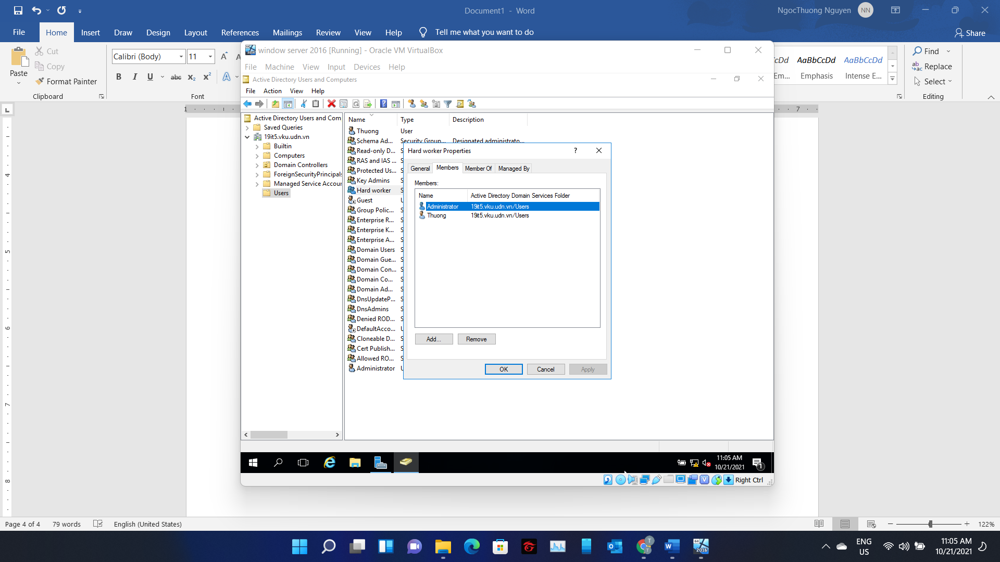 Document1 - Word
NgocThuong Nguyen
NN
File
Home
Insert
Draw
Design
Layout
References
Mailings
Review
View
Help
Tell me what you want to do
Share
Paste
Cut
Copy
Format Painter
Clipboard
Calibri (Body)
11
Font
AaBbCcDd
AaBbCcDd
Em...
Emphasis
Intense E...
Find
Replace
Select
Editing
window server 2016 [Running] - Oracle VM VirtualBox
File Machine View Input Devices Help
Active Directory Users and Computers
File Action View Help
Active Directory Users and Com
Saved Queries
19it5.vku.udn.vn
Builtin
Computers
Domain Controllers
ForeignSecurityPrincipals
Managed Service Accour
Users
Name Type Description
Thuong User
Schema Ad... Security Group... Designated administrato...
Read-only D...
RAS and IAS ...
Protected Us...
Key Admins
Hard worker
Guest
Group Polic...
Enterprise R...
Enterprise K...
Enterprise A...
Domain Users
Domain Gue...
Domain Con...
Domain Co...
Domain Ad...
DnsUpdateP...
DnsAdmins
Denied ROD...
DefaultAcco...
Cloneable D...
Cert Publish...
Allowed RO...
Administrator
Hard worker Properties
?
General Members Member Of Managed By
Members:
Name Active Directory Domain Services Folder
Administrator 19it5.vku.udn.vn/Users
Thuong 19it5.vku.udn.vn/Users
Add... Remove
OK Cancel Apply
11:05 AM
10/21/2021
1
Right Ctrl
Page 4 of 4 79 words English (United States)
122%
ENG
US
11:05 AM
10/21/2021